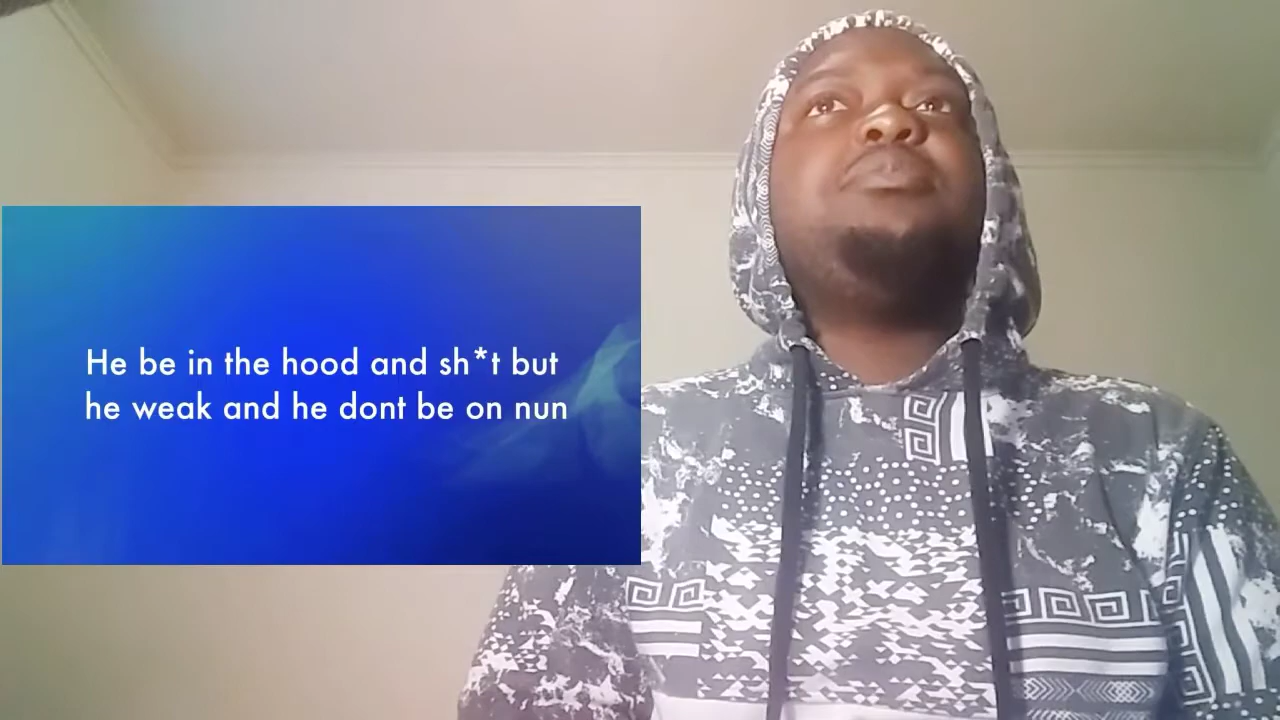 He be in the hood and sh*t but
he weak and he dont be on nun